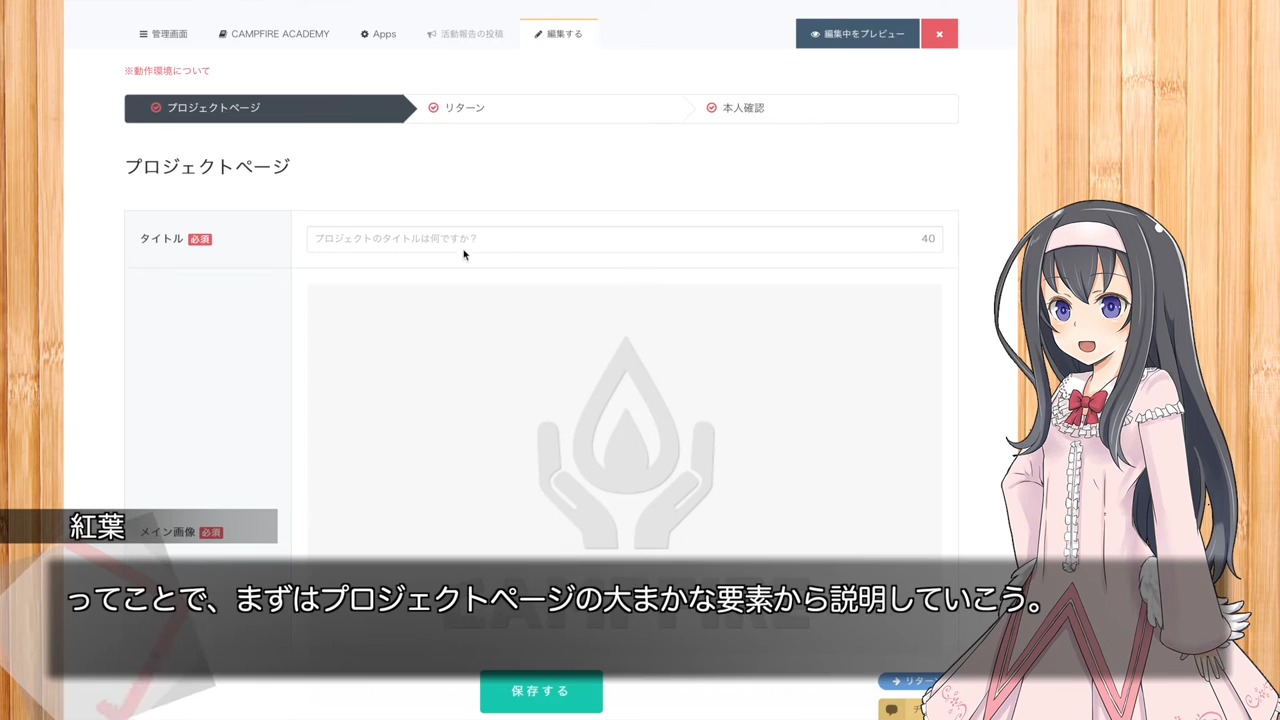 管理画面
CAMPFIRE ACADEMY
Apps
活動報告の投稿
編集する
編集中をプレビュー
※動作環境について
プロジェクトページ
リターン
本人確認
プロジェクトページ
タイトル 必須
プロジェクトのタイトルは何ですか？
40
紅葉
メイン画像 必須
CAMPFIRE
ってことで、まずはプロジェクトページの大まかな要素から説明していこう。
保存する
リターン